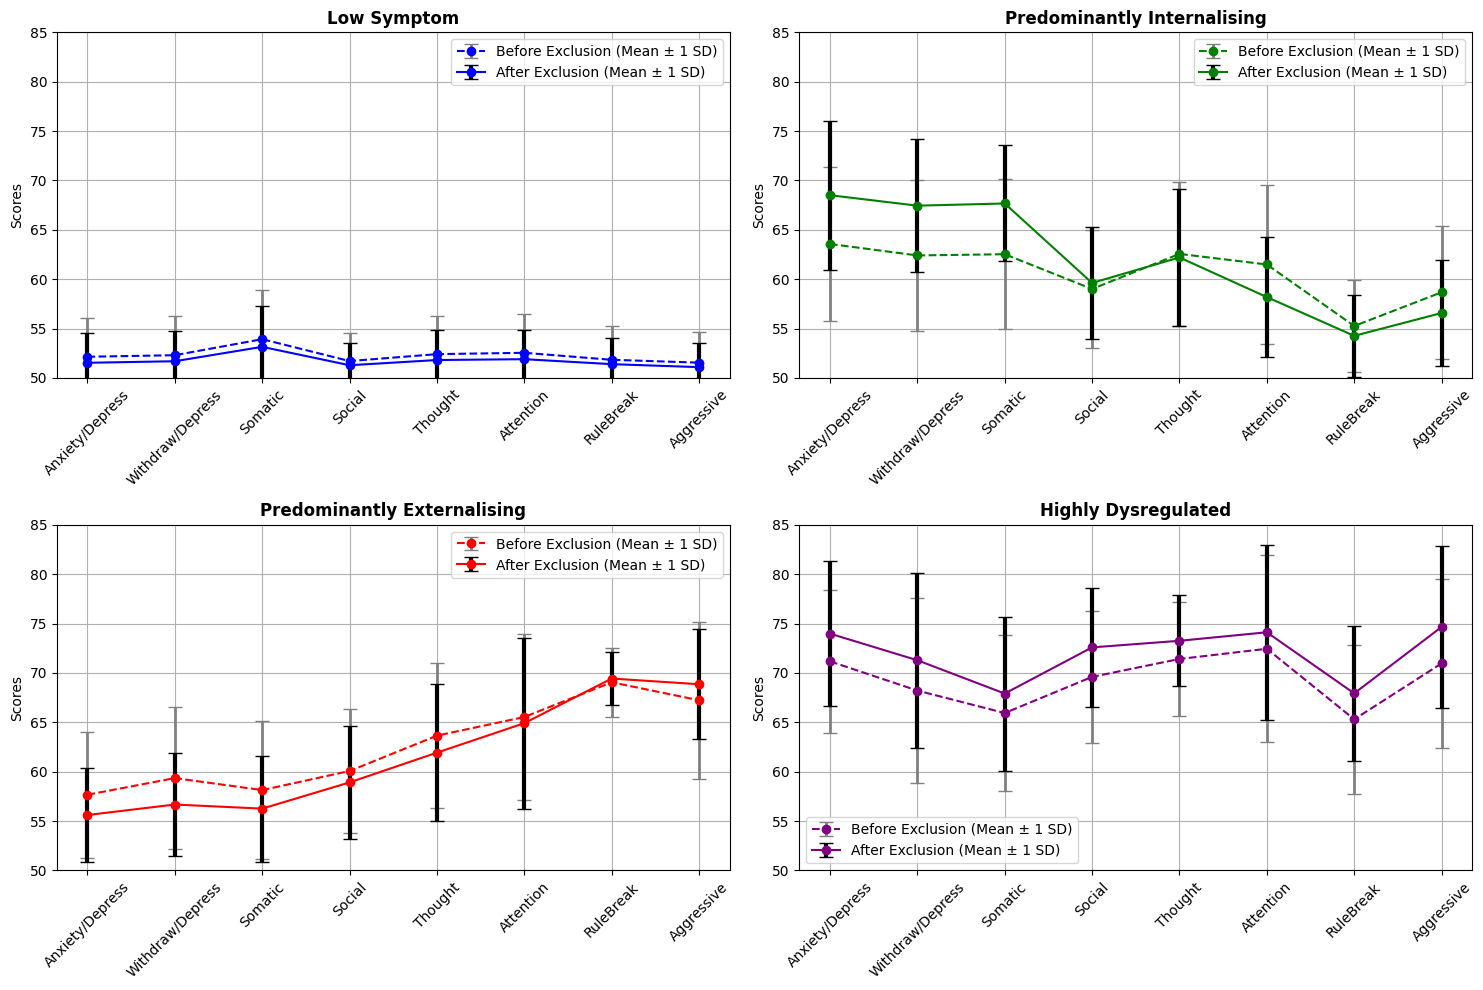 Low Symptom
85
80
75
70
65
60
55
50
Scores
Before Exclusion (Mean ± 1 SD)
After Exclusion (Mean ± 1 SD)
Anxiety/Depress
Withdraw/Depress
Somatic
Social
Thought
Attention
RuleBreak
Aggressive
Predominantly Internalising
85
80
75
70
65
60
55
50
Scores
Before Exclusion (Mean ± 1 SD)
After Exclusion (Mean ± 1 SD)
Anxiety/Depress
Withdraw/Depress
Somatic
Social
Thought
Attention
RuleBreak
Aggressive
Predominantly Externalising
85
80
75
70
65
60
55
50
Scores
Before Exclusion (Mean ± 1 SD)
After Exclusion (Mean ± 1 SD)
Anxiety/Depress
Withdraw/Depress
Somatic
Social
Thought
Attention
RuleBreak
Aggressive
Highly Dysregulated
85
80
75
70
65
60
55
50
Scores
Before Exclusion (Mean ± 1 SD)
After Exclusion (Mean ± 1 SD)
Anxiety/Depress
Withdraw/Depress
Somatic
Social
Thought
Attention
RuleBreak
Aggressive